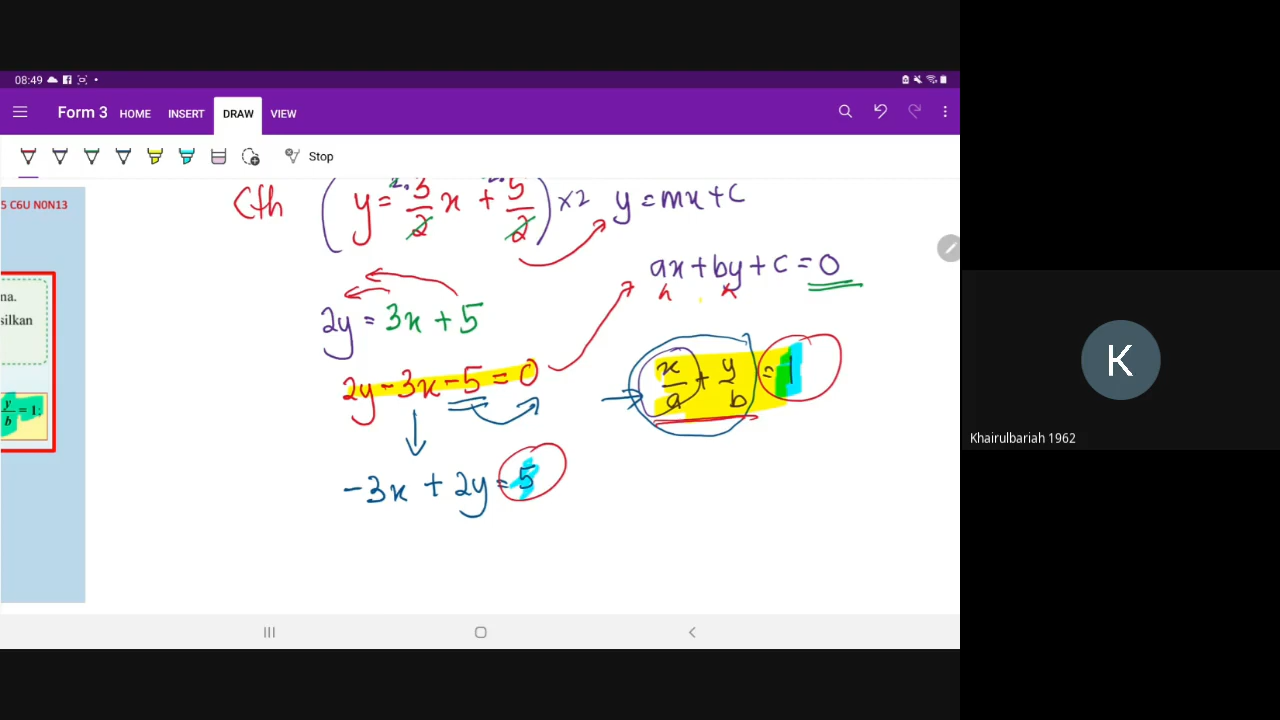 08:49
Form 3 HOME INSERT DRAW VIEW
Stop
5 C6U N0N13
na.
silkan
y/b = 1:
Cth (y = 3/2 x + 5/2) ×2 y = mx + c
ax + by + c = 0
2y = 3x + 5
2y - 3x - 5 = 0
x/a + y/b = 1
-3x + 2y = 5
K
Khairulbariah 1962